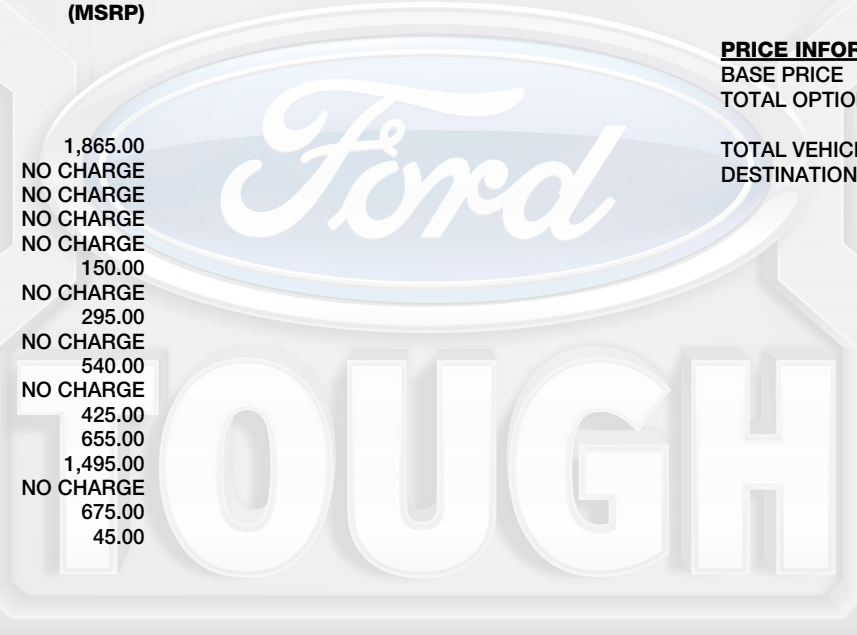 (MSRP)
1,865.00
NO CHARGE
NO CHARGE
NO CHARGE
NO CHARGE
150.00
NO CHARGE
295.00
NO CHARGE
540.00
NO CHARGE
425.00
655.00
1,495.00
NO CHARGE
675.00
45.00
PRICE INFOR
BASE PRICE
TOTAL OPTIO
TOTAL VEHICL
DESTINATION
Ford
TOUGH